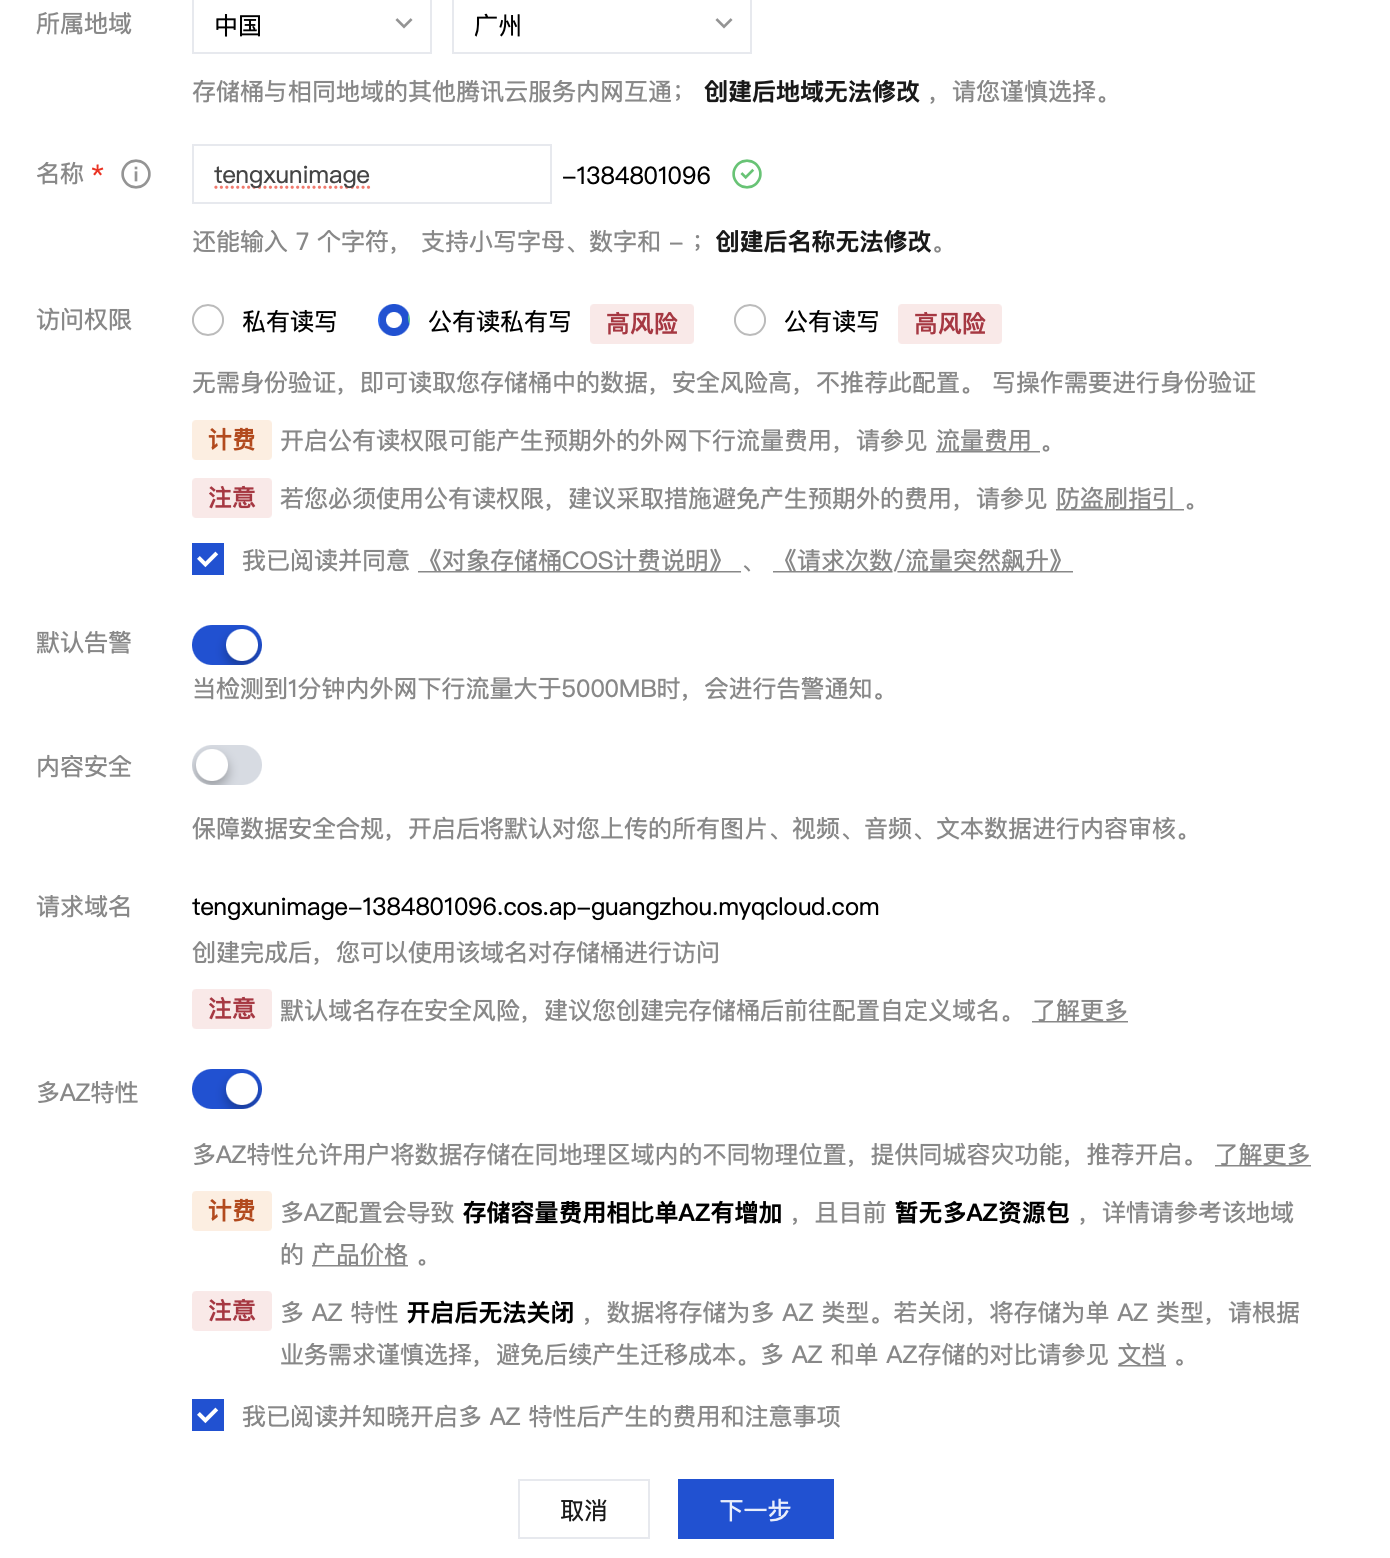 所属地域 中国 广州
存储桶与相同地域的其他腾讯云服务内网互通； 创建后地域无法修改 ，请您谨慎选择。
名称 * tengxunimage -1384801096
还能输入 7 个字符， 支持小写字母、数字和 - ；创建后名称无法修改。
访问权限 私有读写 公有读私有写 高风险 公有读写 高风险
无需身份验证，即可读取您存储桶中的数据，安全风险高，不推荐此配置。 写操作需要进行身份验证
计费 开启公有读权限可能产生预期外的外网下行流量费用，请参见 流量费用 。
注意 若您必须使用公有读权限，建议采取措施避免产生预期外的费用，请参见 防盗刷指引 。
我已阅读并同意 《对象存储桶COS计费说明》 、 《请求次数/流量突然飙升》
默认告警
当检测到1分钟内外网下行流量大于5000MB时，会进行告警通知。
内容安全
保障数据安全合规，开启后将默认对您上传的所有图片、视频、音频、文本数据进行内容审核。
请求域名 tengxunimage-1384801096.cos.ap-guangzhou.myqcloud.com
创建完成后，您可以使用该域名对存储桶进行访问
注意 默认域名存在安全风险，建议您创建完存储桶后前往配置自定义域名。 了解更多
多AZ特性
多AZ特性允许用户将数据存储在同地理区域内的不同物理位置，提供同城容灾功能，推荐开启。 了解更多
计费 多AZ配置会导致 存储容量费用相比单AZ有增加 ，且目前 暂无多AZ资源包 ，详情请参考该地域
的 产品价格 。
注意 多 AZ 特性 开启后无法关闭 ，数据将存储为多 AZ 类型。若关闭，将存储为单 AZ 类型，请根据
业务需求谨慎选择，避免后续产生迁移成本。多 AZ 和单 AZ存储的对比请参见 文档 。
我已阅读并知晓开启多 AZ 特性后产生的费用和注意事项
取消 下一步